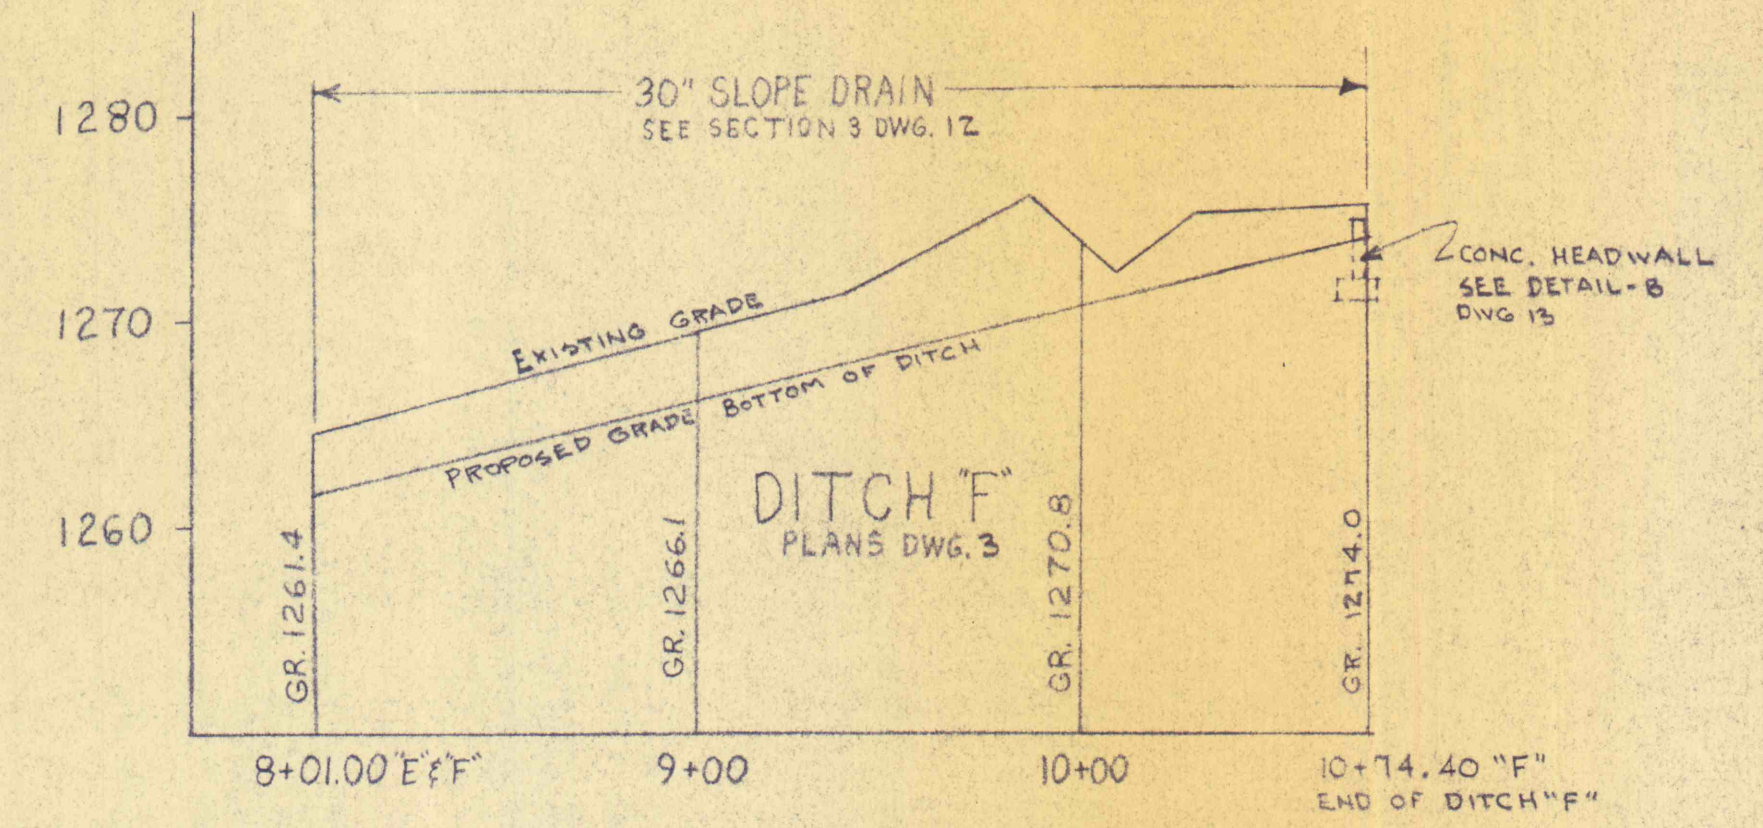 30" SLOPE DRAIN
SEE SECTION 3 DWG. 12
1280
1270
1260
EXISTING GRADE
PROPOSED GRADE BOTTOM OF DITCH
CONC. HEADWALL
SEE DETAIL-B
DWG 13
DITCH "F"
PLANS DWG. 3
GR. 1261.4
GR. 1266.1
GR. 1270.8
GR. 1274.0
8+01.00 "E"&"F"
9+00
10+00
10+74.40 "F"
END OF DITCH "F"